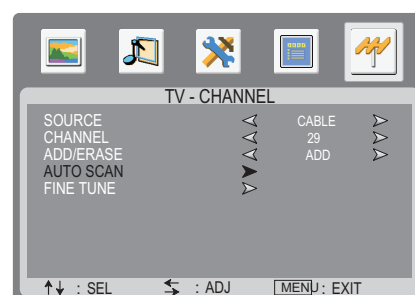 TV - CHANNEL
SOURCE CABLE
CHANNEL 29
ADD/ERASE ADD
AUTO SCAN
FINE TUNE
: SEL : ADJ MENU : EXIT